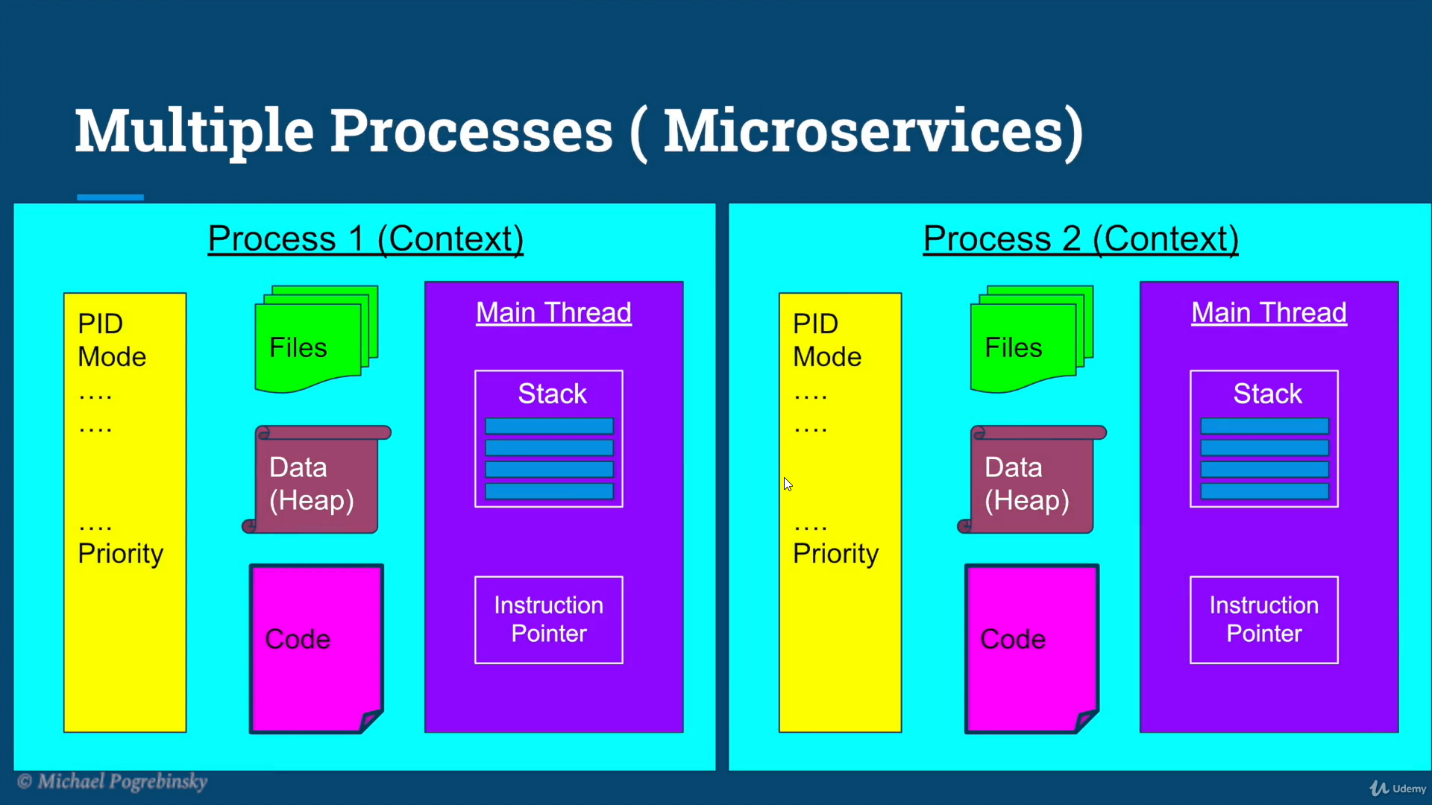 Multiple Processes ( Microservices)
Process 1 (Context)
PID
Mode
....
....
....
Priority
Files
Data
(Heap)
Code
Main Thread
Stack
Instruction
Pointer
Process 2 (Context)
PID
Mode
....
....
....
Priority
Files
Data
(Heap)
Code
Main Thread
Stack
Instruction
Pointer
© Michael Pogrebinsky
Udemy